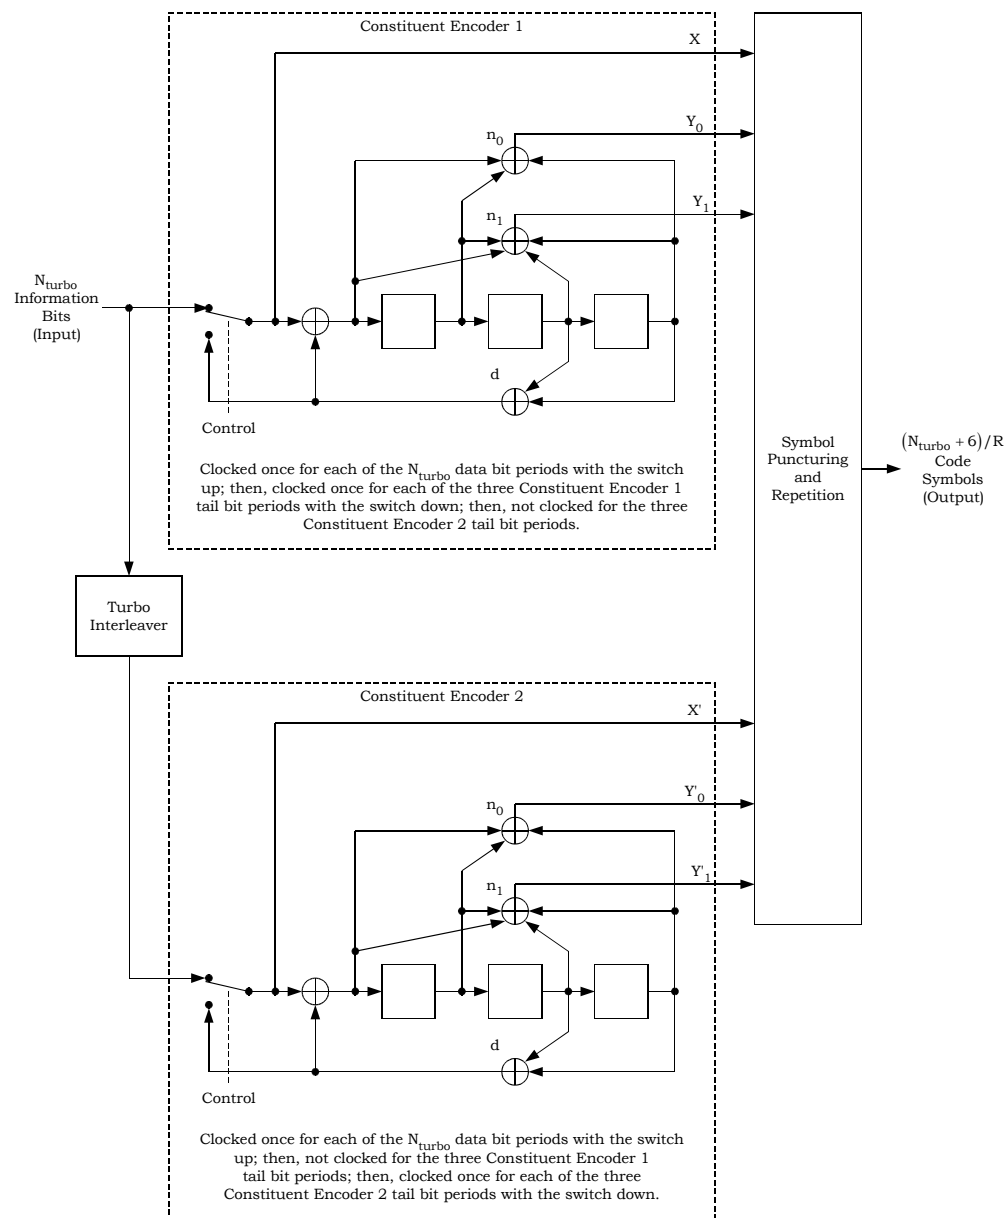 Constituent Encoder 1
X
n0
Y0
n1
Y1
Nturbo
Information
Bits
(Input)
d
Control
Clocked once for each of the Nturbo data bit periods with the switch
up; then, clocked once for each of the three Constituent Encoder 1
tail bit periods with the switch down; then, not clocked for the three
Constituent Encoder 2 tail bit periods.
Symbol
Puncturing
and
Repetition
(Nturbo + 6)/R
Code
Symbols
(Output)
Turbo
Interleaver
Constituent Encoder 2
X'
n0
Y'0
n1
Y'1
d
Control
Clocked once for each of the Nturbo data bit periods with the switch
up; then, not clocked for the three Constituent Encoder 1
tail bit periods; then, clocked once for each of the three
Constituent Encoder 2 tail bit periods with the switch down.